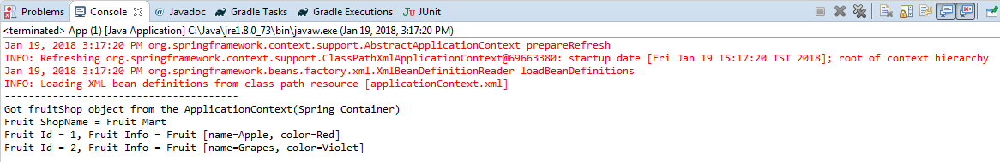 Problems Console Javadoc Gradle Tasks Gradle Executions JUnit
<terminated> App (1) [Java Application] C:\Java\jre1.8.0_73\bin\javaw.exe (Jan 19, 2018 3:17:20 PM)
Jan 19, 2018 3:17:20 PM org.springframework.context.support.AbstractApplicationContext prepareRefresh
INFO: Refreshing org.springframework.context.support.ClassPathXmlApplicationContext@69663380: startup date [Fri Jan 19 15:17:20 IST 2018]; root of context hierarchy
Jan 19, 2018 3:17:20 PM org.springframework.beans.factory.xml.XmlBeanDefinitionReader loadBeanDefinitions
INFO: Loading XML bean definitions from class path resource [applicationContext.xml]
---------------------------------------
Got fruitShop object from the ApplicationContext(Spring Container)
Fruit ShopName = Fruit Mart
Fruit Id = 1, Fruit Info = Fruit [name=Apple, color=Red]
Fruit Id = 2, Fruit Info = Fruit [name=Grapes, color=Violet]